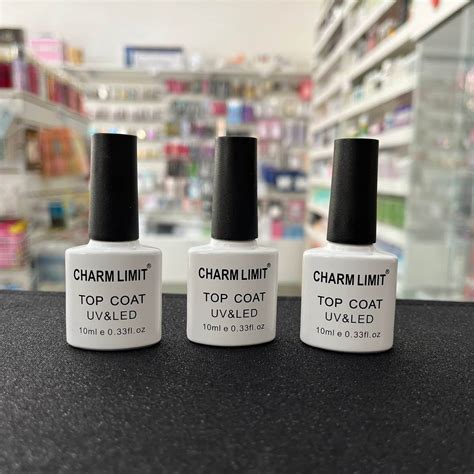 CHARM LIMIT®
TOP COAT
UV&LED
10ml e 0.33fl.oz
CHARM LIMIT®
TOP COAT
UV&LED
10ml e 0.33fl.oz
CHARM LIMIT®
TOP COAT
UV&LED
10ml e 0.33fl.oz